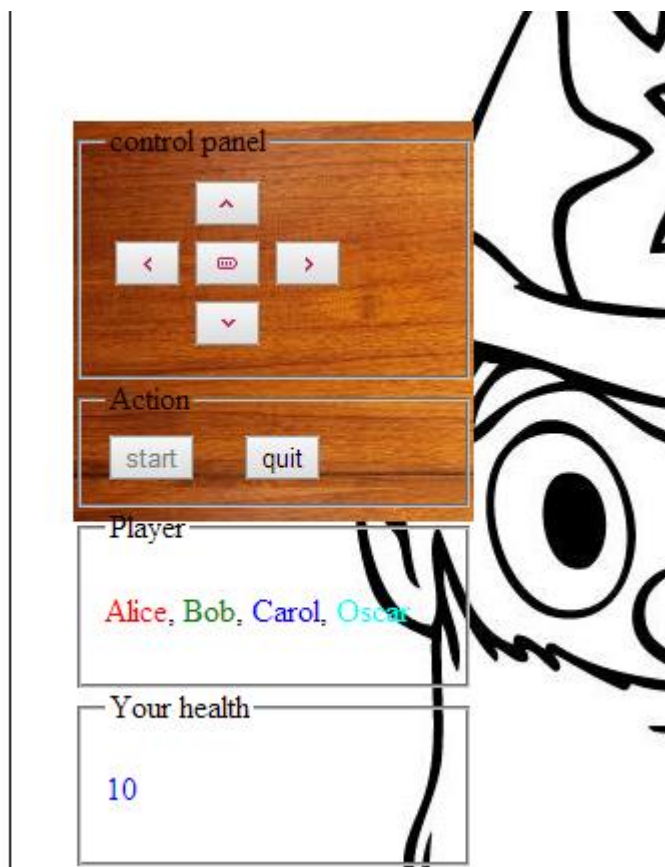 control panel
Action
start quit
Player
Alice, Bob, Carol, Oscar
Your health
10